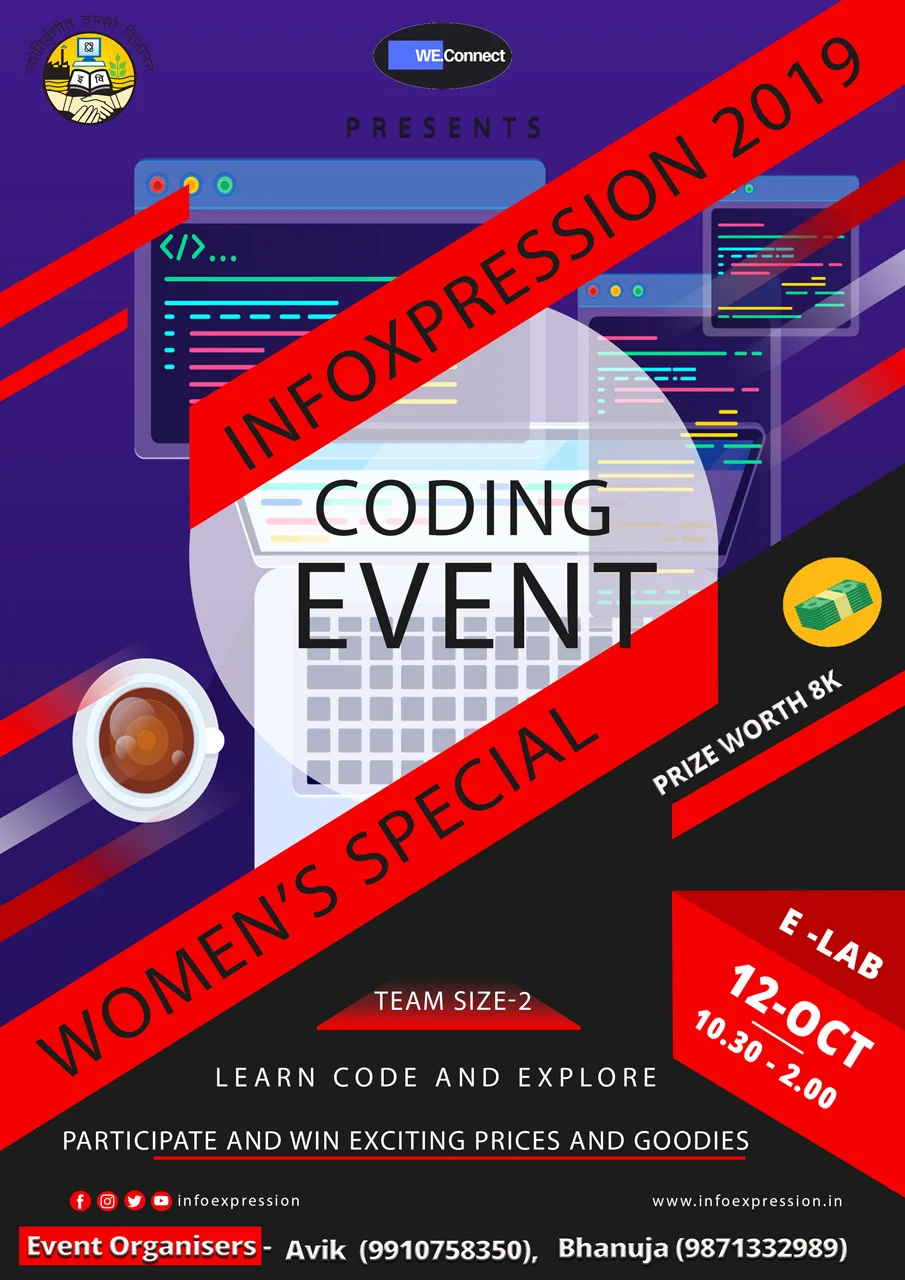 ज्योतिर्वृणीत तमसो विजानन
इ वि
WE.Connect
PRESENTS
INFOXPRESSION 2019
</>...
CODING
EVENT
WOMEN'S SPECIAL
PRIZE WORTH 8K
E -LAB
12-OCT
10.30 - 2.00
TEAM SIZE-2
LEARN CODE AND EXPLORE
PARTICIPATE AND WIN EXCITING PRICES AND GOODIES
infoexpression
www.infoexpression.in
Event Organisers - Avik (9910758350), Bhanuja (9871332989)